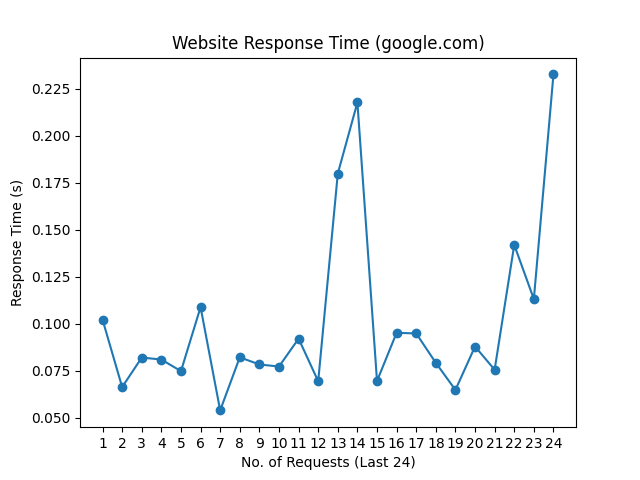 Website Response Time (google.com)
Response Time (s)
0.225
0.200
0.175
0.150
0.125
0.100
0.075
0.050
1 2 3 4 5 6 7 8 9 10 11 12 13 14 15 16 17 18 19 20 21 22 23 24
No. of Requests (Last 24)